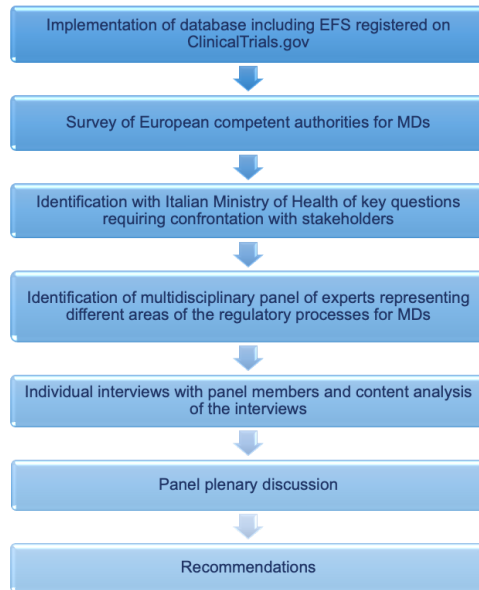 Implementation of database including EFS registered on
ClinicalTrials.gov
Survey of European competent authorities for MDs
Identification with Italian Ministry of Health of key questions
requiring confrontation with stakeholders
Identification of multidisciplinary panel of experts representing
different areas of the regulatory processes for MDs
Individual interviews with panel members and content analysis
of the interviews
Panel plenary discussion
Recommendations